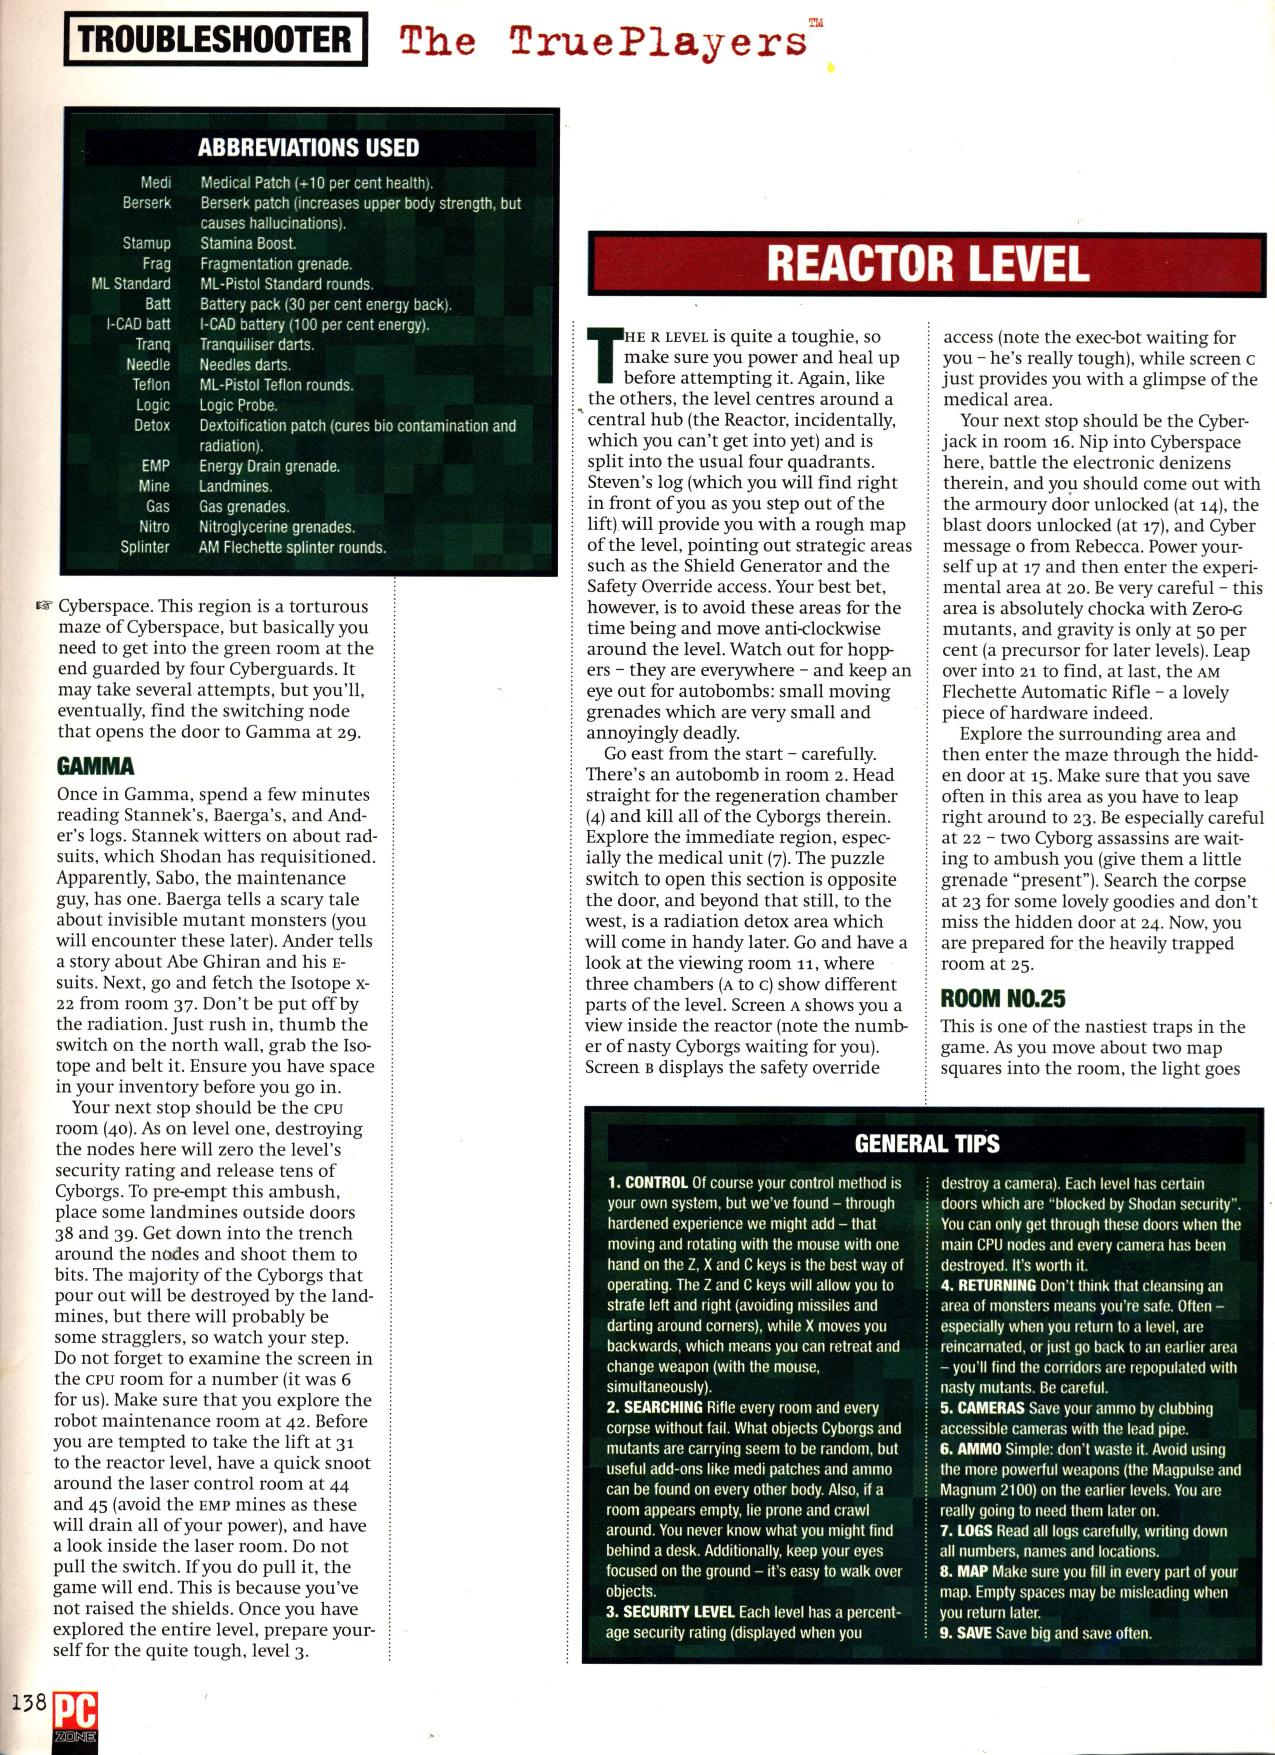 TROUBLESHOOTER
The TruePlayers™
ABBREVIATIONS USED
Medi Medical Patch (+10 per cent health).
Berserk Berserk patch (increases upper body strength, but
causes hallucinations).
Stamup Stamina Boost.
Frag Fragmentation grenade.
ML Standard ML-Pistol Standard rounds.
Batt Battery pack (30 per cent energy back).
I-CAD batt I-CAD battery (100 per cent energy).
Tranq Tranquiliser darts.
Needle Needles darts.
Teflon ML-Pistol Teflon rounds.
Logic Logic Probe.
Detox Dextoification patch (cures bio contamination and
radiation).
EMP Energy Drain grenade.
Mine Landmines.
Gas Gas grenades.
Nitro Nitroglycerine grenades.
Splinter AM Flechette splinter rounds.
☞ Cyberspace. This region is a torturous
maze of Cyberspace, but basically you
need to get into the green room at the
end guarded by four Cyberguards. It
may take several attempts, but you'll,
eventually, find the switching node
that opens the door to Gamma at 29.
GAMMA
Once in Gamma, spend a few minutes
reading Stannek's, Baerga's, and And-
er's logs. Stannek witters on about rad-
suits, which Shodan has requisitioned.
Apparently, Sabo, the maintenance
guy, has one. Baerga tells a scary tale
about invisible mutant monsters (you
will encounter these later). Ander tells
a story about Abe Ghiran and his E-
suits. Next, go and fetch the Isotope X-
22 from room 37. Don't be put off by
the radiation. Just rush in, thumb the
switch on the north wall, grab the Iso-
tope and belt it. Ensure you have space
in your inventory before you go in.
Your next stop should be the CPU
room (40). As on level one, destroying
the nodes here will zero the level's
security rating and release tens of
Cyborgs. To pre-empt this ambush,
place some landmines outside doors
38 and 39. Get down into the trench
around the nodes and shoot them to
bits. The majority of the Cyborgs that
pour out will be destroyed by the land-
mines, but there will probably be
some stragglers, so watch your step.
Do not forget to examine the screen in
the CPU room for a number (it was 6
for us). Make sure that you explore the
robot maintenance room at 42. Before
you are tempted to take the lift at 31
to the reactor level, have a quick snoot
around the laser control room at 44
and 45 (avoid the EMP mines as these
will drain all of your power), and have
a look inside the laser room. Do not
pull the switch. If you do pull it, the
game will end. This is because you've
not raised the shields. Once you have
explored the entire level, prepare your-
self for the quite tough, level 3.
REACTOR LEVEL
THE R LEVEL is quite a toughie, so
make sure you power and heal up
before attempting it. Again, like
the others, the level centres around a
central hub (the Reactor, incidentally,
which you can't get into yet) and is
split into the usual four quadrants.
Steven's log (which you will find right
in front of you as you step out of the
lift) will provide you with a rough map
of the level, pointing out strategic areas
such as the Shield Generator and the
Safety Override access. Your best bet,
however, is to avoid these areas for the
time being and move anti-clockwise
around the level. Watch out for hopp-
ers – they are everywhere – and keep an
eye out for autobombs: small moving
grenades which are very small and
annoyingly deadly.
Go east from the start – carefully.
There's an autobomb in room 2. Head
straight for the regeneration chamber
(4) and kill all of the Cyborgs therein.
Explore the immediate region, espec-
ially the medical unit (7). The puzzle
switch to open this section is opposite
the door, and beyond that still, to the
west, is a radiation detox area which
will come in handy later. Go and have a
look at the viewing room 11, where
three chambers (A to C) show different
parts of the level. Screen A shows you a
view inside the reactor (note the numb-
er of nasty Cyborgs waiting for you).
Screen B displays the safety override
access (note the exec-bot waiting for
you – he's really tough), while screen C
just provides you with a glimpse of the
medical area.
Your next stop should be the Cyber-
jack in room 16. Nip into Cyberspace
here, battle the electronic denizens
therein, and you should come out with
the armoury door unlocked (at 14), the
blast doors unlocked (at 17), and Cyber
message 0 from Rebecca. Power your-
self up at 17 and then enter the experi-
mental area at 20. Be very careful – this
area is absolutely chocka with Zero-G
mutants, and gravity is only at 50 per
cent (a precursor for later levels). Leap
over into 21 to find, at last, the AM
Flechette Automatic Rifle – a lovely
piece of hardware indeed.
Explore the surrounding area and
then enter the maze through the hidd-
en door at 15. Make sure that you save
often in this area as you have to leap
right around to 23. Be especially careful
at 22 – two Cyborg assassins are wait-
ing to ambush you (give them a little
grenade "present"). Search the corpse
at 23 for some lovely goodies and don't
miss the hidden door at 24. Now, you
are prepared for the heavily trapped
room at 25.
ROOM NO.25
This is one of the nastiest traps in the
game. As you move about two map
squares into the room, the light goes
GENERAL TIPS
1. CONTROL Of course your control method is
your own system, but we've found – through
hardened experience we might add – that
moving and rotating with the mouse with one
hand on the Z, X and C keys is the best way of
operating. The Z and C keys will allow you to
strafe left and right (avoiding missiles and
darting around corners), while X moves you
backwards, which means you can retreat and
change weapon (with the mouse,
simultaneously).
2. SEARCHING Rifle every room and every
corpse without fail. What objects Cyborgs and
mutants are carrying seem to be random, but
useful add-ons like medi patches and ammo
can be found on every other body. Also, if a
room appears empty, lie prone and crawl
around. You never know what you might find
behind a desk. Additionally, keep your eyes
focused on the ground – it's easy to walk over
objects.
3. SECURITY LEVEL Each level has a percent-
age security rating (displayed when you
destroy a camera). Each level has certain
doors which are "blocked by Shodan security".
You can only get through these doors when the
main CPU nodes and every camera has been
destroyed. It's worth it.
4. RETURNING Don't think that cleansing an
area of monsters means you're safe. Often –
especially when you return to a level, are
reincarnated, or just go back to an earlier area
– you'll find the corridors are repopulated with
nasty mutants. Be careful.
5. CAMERAS Save your ammo by clubbing
accessible cameras with the lead pipe.
6. AMMO Simple: don't waste it. Avoid using
the more powerful weapons (the Magpulse and
Magnum 2100) on the earlier levels. You are
really going to need them later on.
7. LOGS Read all logs carefully, writing down
all numbers, names and locations.
8. MAP Make sure you fill in every part of your
map. Empty spaces may be misleading when
you return later.
9. SAVE Save big and save often.
138
PC
ZONE